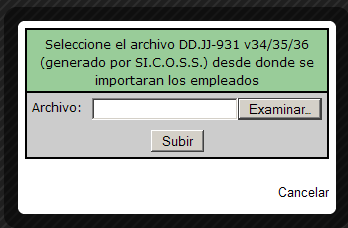 Seleccione el archivo DD.JJ-931 v34/35/36
(generado por SI.C.O.S.S.) desde donde se
importaran los empleados
Archivo: Examinar...
Subir
Cancelar